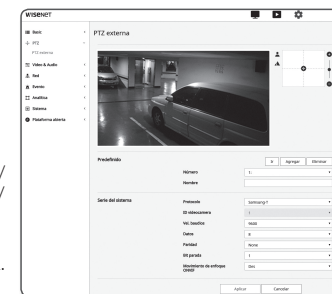 WISENET
Basic
PTZ
PTZ externa
Video & Audio
Red
Evento
Analítica
Sistema
Plataforma abierta
PTZ externa
Predefinido
Ir Agregar Eliminar
Número 1:
Nombre
Serie del sistema
Protocolo Samsung T
ID videocámara 1
Vel. baudios 9600
Datos 8
Paridad None
Bit parada 1
Movimiento de enfoque ONVIF Des
Aplicar Cancelar